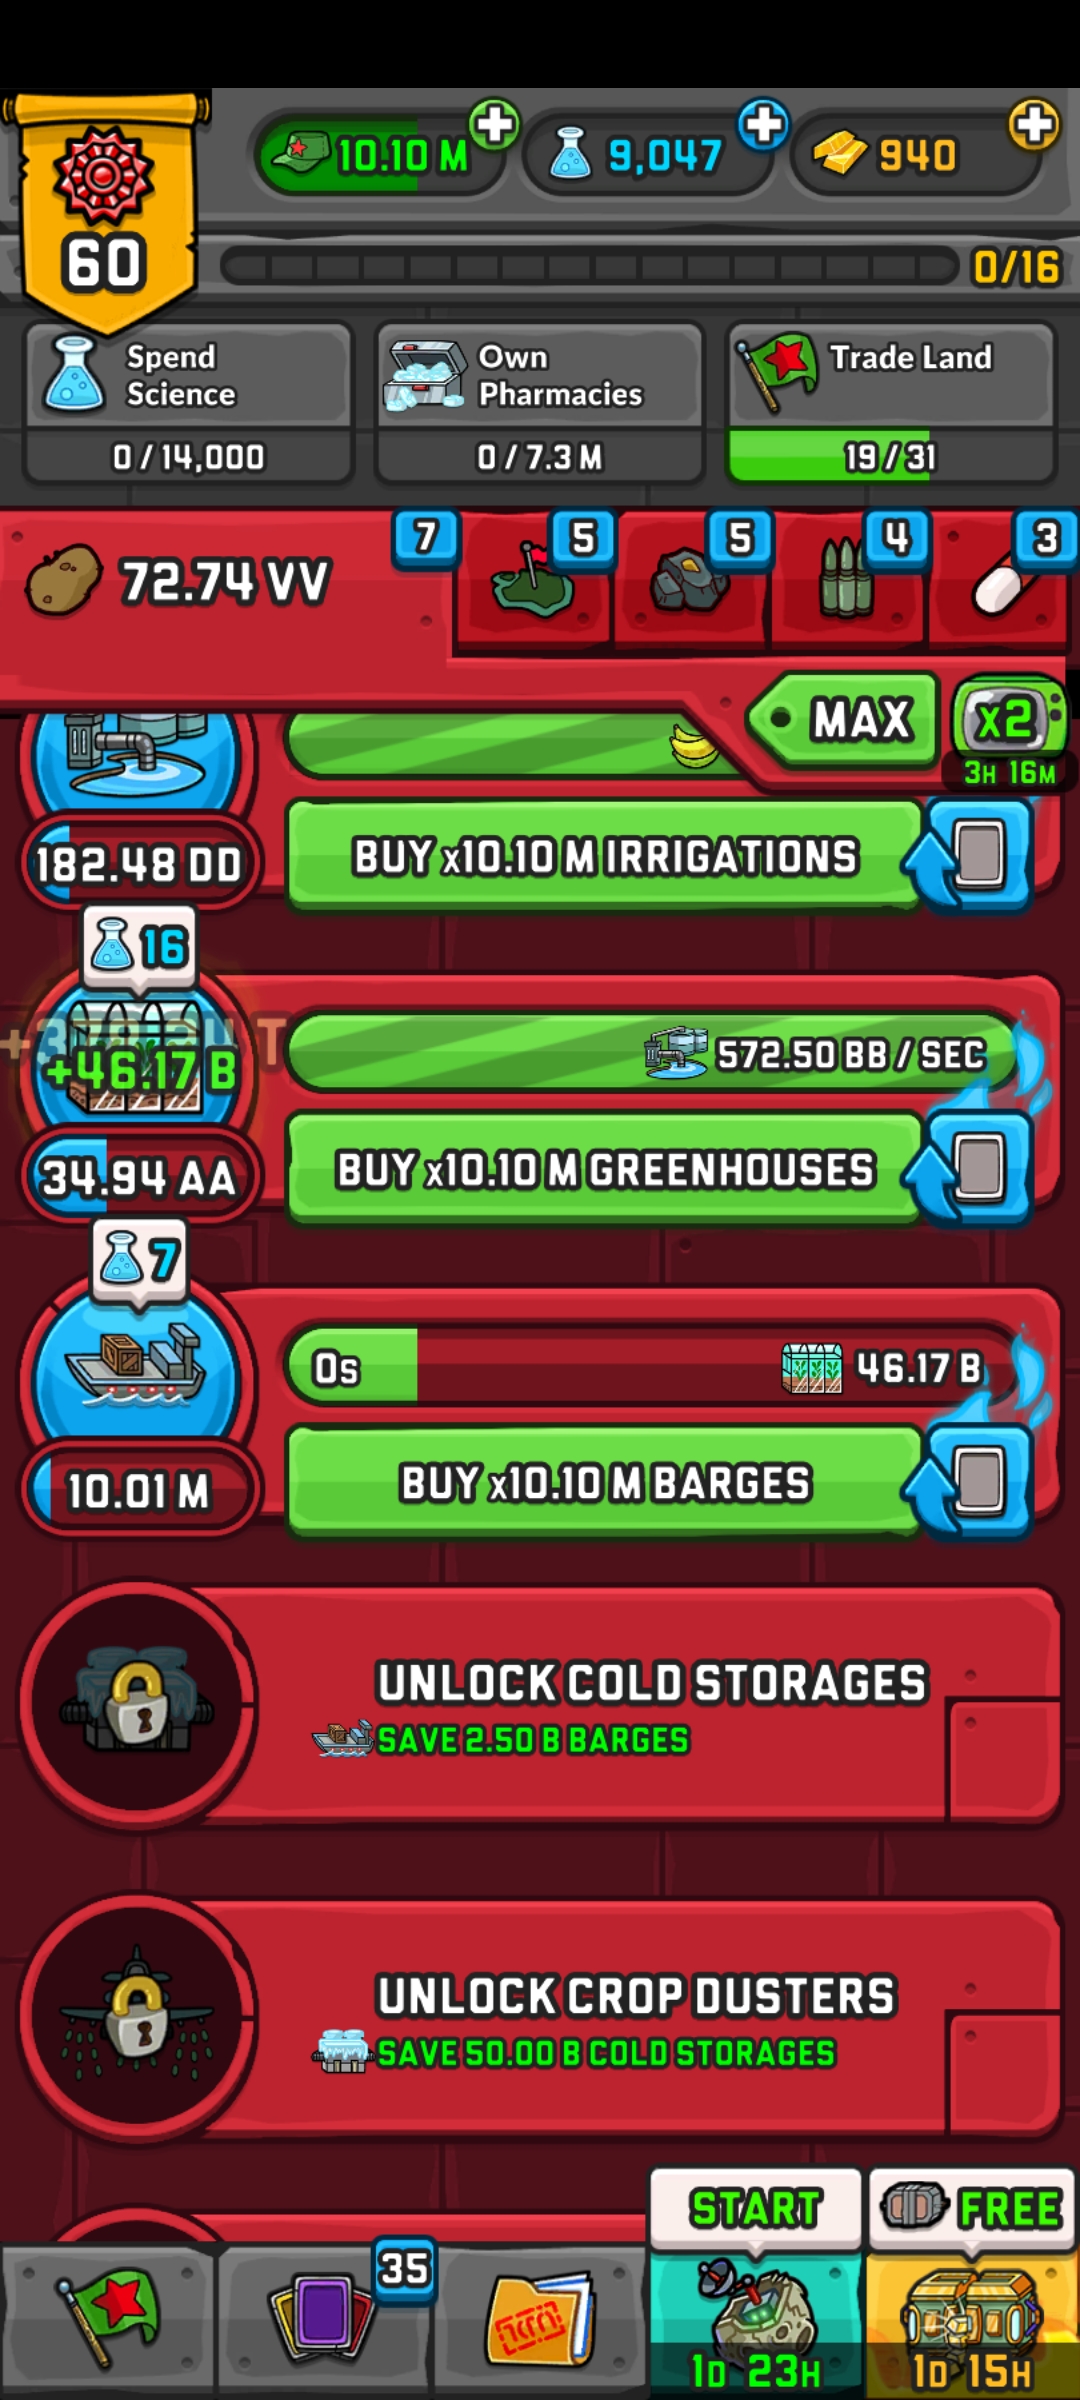 10.10 M
9,047
940
60
0/16
Spend
Science
0/14,000
Own
Pharmacies
0/7.3 M
Trade Land
19/31
72.74 VV
7
5
5
4
3
MAX
x2
3H 16M
182.48 DD
BUY x10.10 M IRRIGATIONS
16
+46.17 B
572.50 BB / SEC
34.94 AA
BUY x10.10 M GREENHOUSES
7
0s
46.17 B
10.01 M
BUY x10.10 M BARGES
UNLOCK COLD STORAGES
SAVE 2.50 B BARGES
UNLOCK CROP DUSTERS
SAVE 50.00 B COLD STORAGES
START
FREE
35
1D 23H
1D 15H